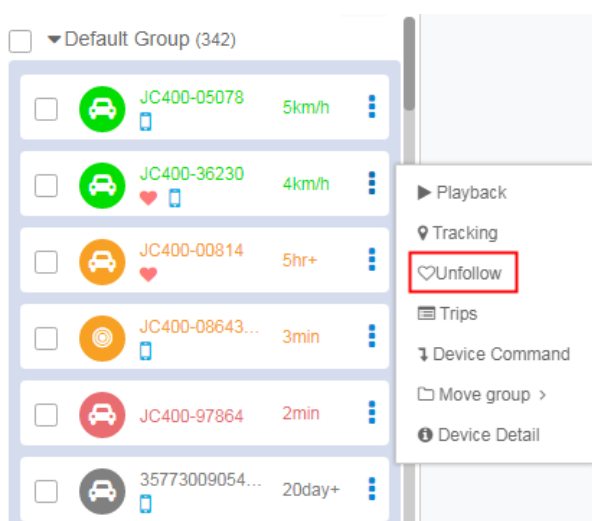 Default Group (342)
JC400-05078 5km/h
JC400-36230 4km/h
JC400-00814 5hr+
JC400-08643... 3min
JC400-97864 2min
35773009054... 20day+
Playback
Tracking
Unfollow
Trips
Device Command
Move group >
Device Detail